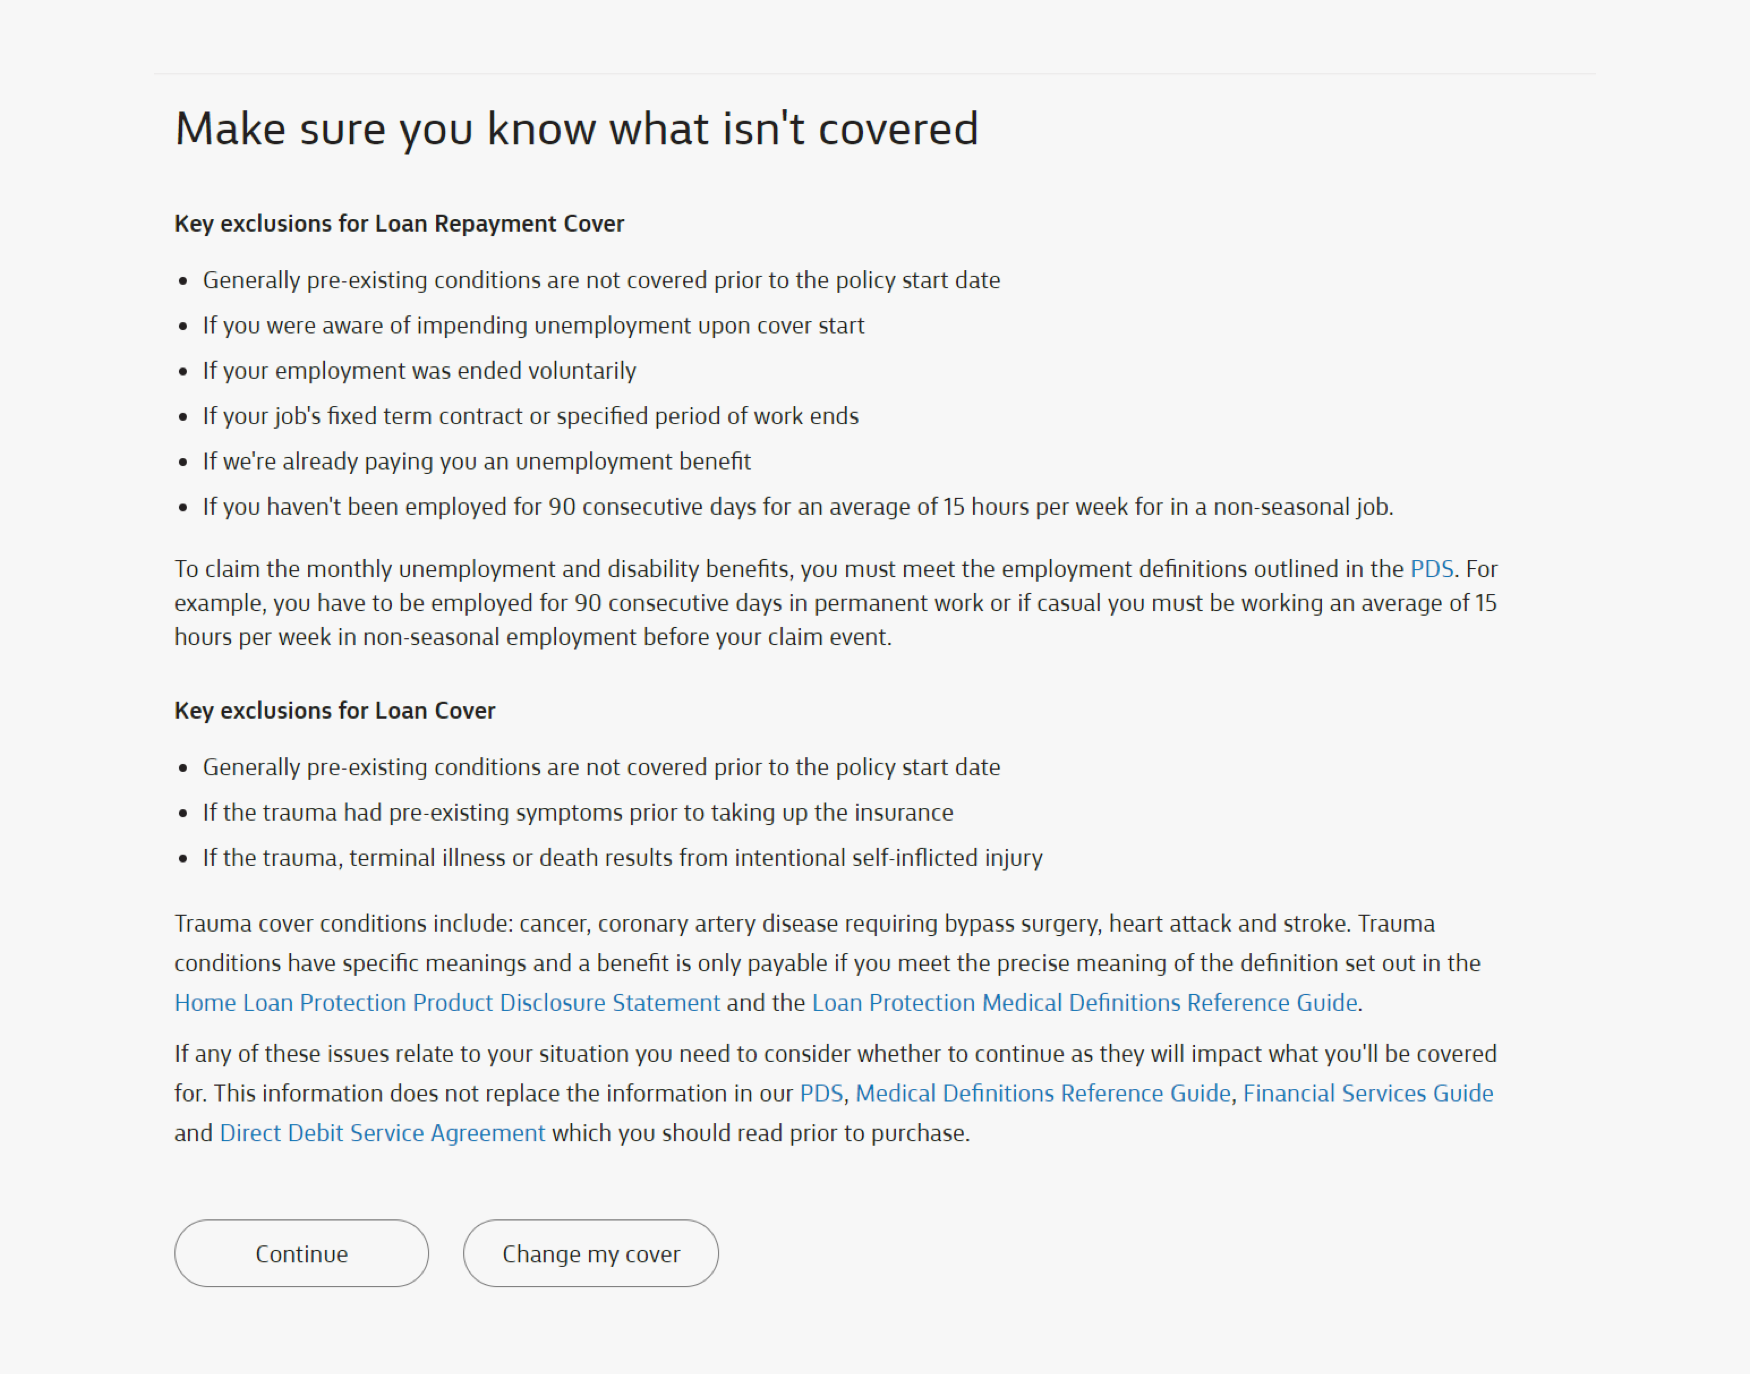 Make sure you know what isn't covered
Key exclusions for Loan Repayment Cover
• Generally pre-existing conditions are not covered prior to the policy start date
• If you were aware of impending unemployment upon cover start
• If your employment was ended voluntarily
• If your job's fixed term contract or specified period of work ends
• If we're already paying you an unemployment benefit
• If you haven't been employed for 90 consecutive days for an average of 15 hours per week for in a non-seasonal job.
To claim the monthly unemployment and disability benefits, you must meet the employment definitions outlined in the PDS. For
example, you have to be employed for 90 consecutive days in permanent work or if casual you must be working an average of 15
hours per week in non-seasonal employment before your claim event.
Key exclusions for Loan Cover
• Generally pre-existing conditions are not covered prior to the policy start date
• If the trauma had pre-existing symptoms prior to taking up the insurance
• If the trauma, terminal illness or death results from intentional self-inflicted injury
Trauma cover conditions include: cancer, coronary artery disease requiring bypass surgery, heart attack and stroke. Trauma
conditions have specific meanings and a benefit is only payable if you meet the precise meaning of the definition set out in the
Home Loan Protection Product Disclosure Statement and the Loan Protection Medical Definitions Reference Guide.
If any of these issues relate to your situation you need to consider whether to continue as they will impact what you'll be covered
for. This information does not replace the information in our PDS, Medical Definitions Reference Guide, Financial Services Guide
and Direct Debit Service Agreement which you should read prior to purchase.
Continue
Change my cover